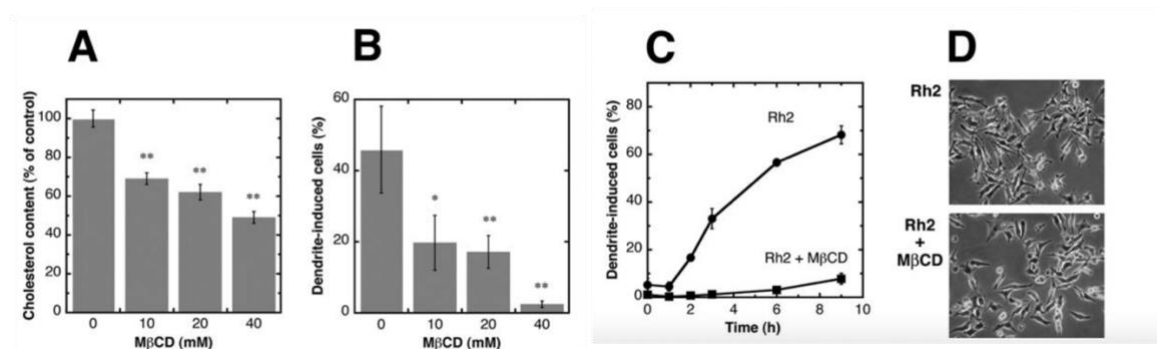 A
Cholesterol content (% of control)
100
80
60
40
20
0
**
**
**
0 10 20 40
MβCD (mM)
B
Dendrite-induced cells (%)
60
40
20
0
*
**
**
0 10 20 40
MβCD (mM)
C
Dendrite-induced cells (%)
80
60
40
20
0
Rh2
Rh2 + MβCD
0 2 4 6 8 10
Time (h)
D
Rh2
Rh2
+
MβCD